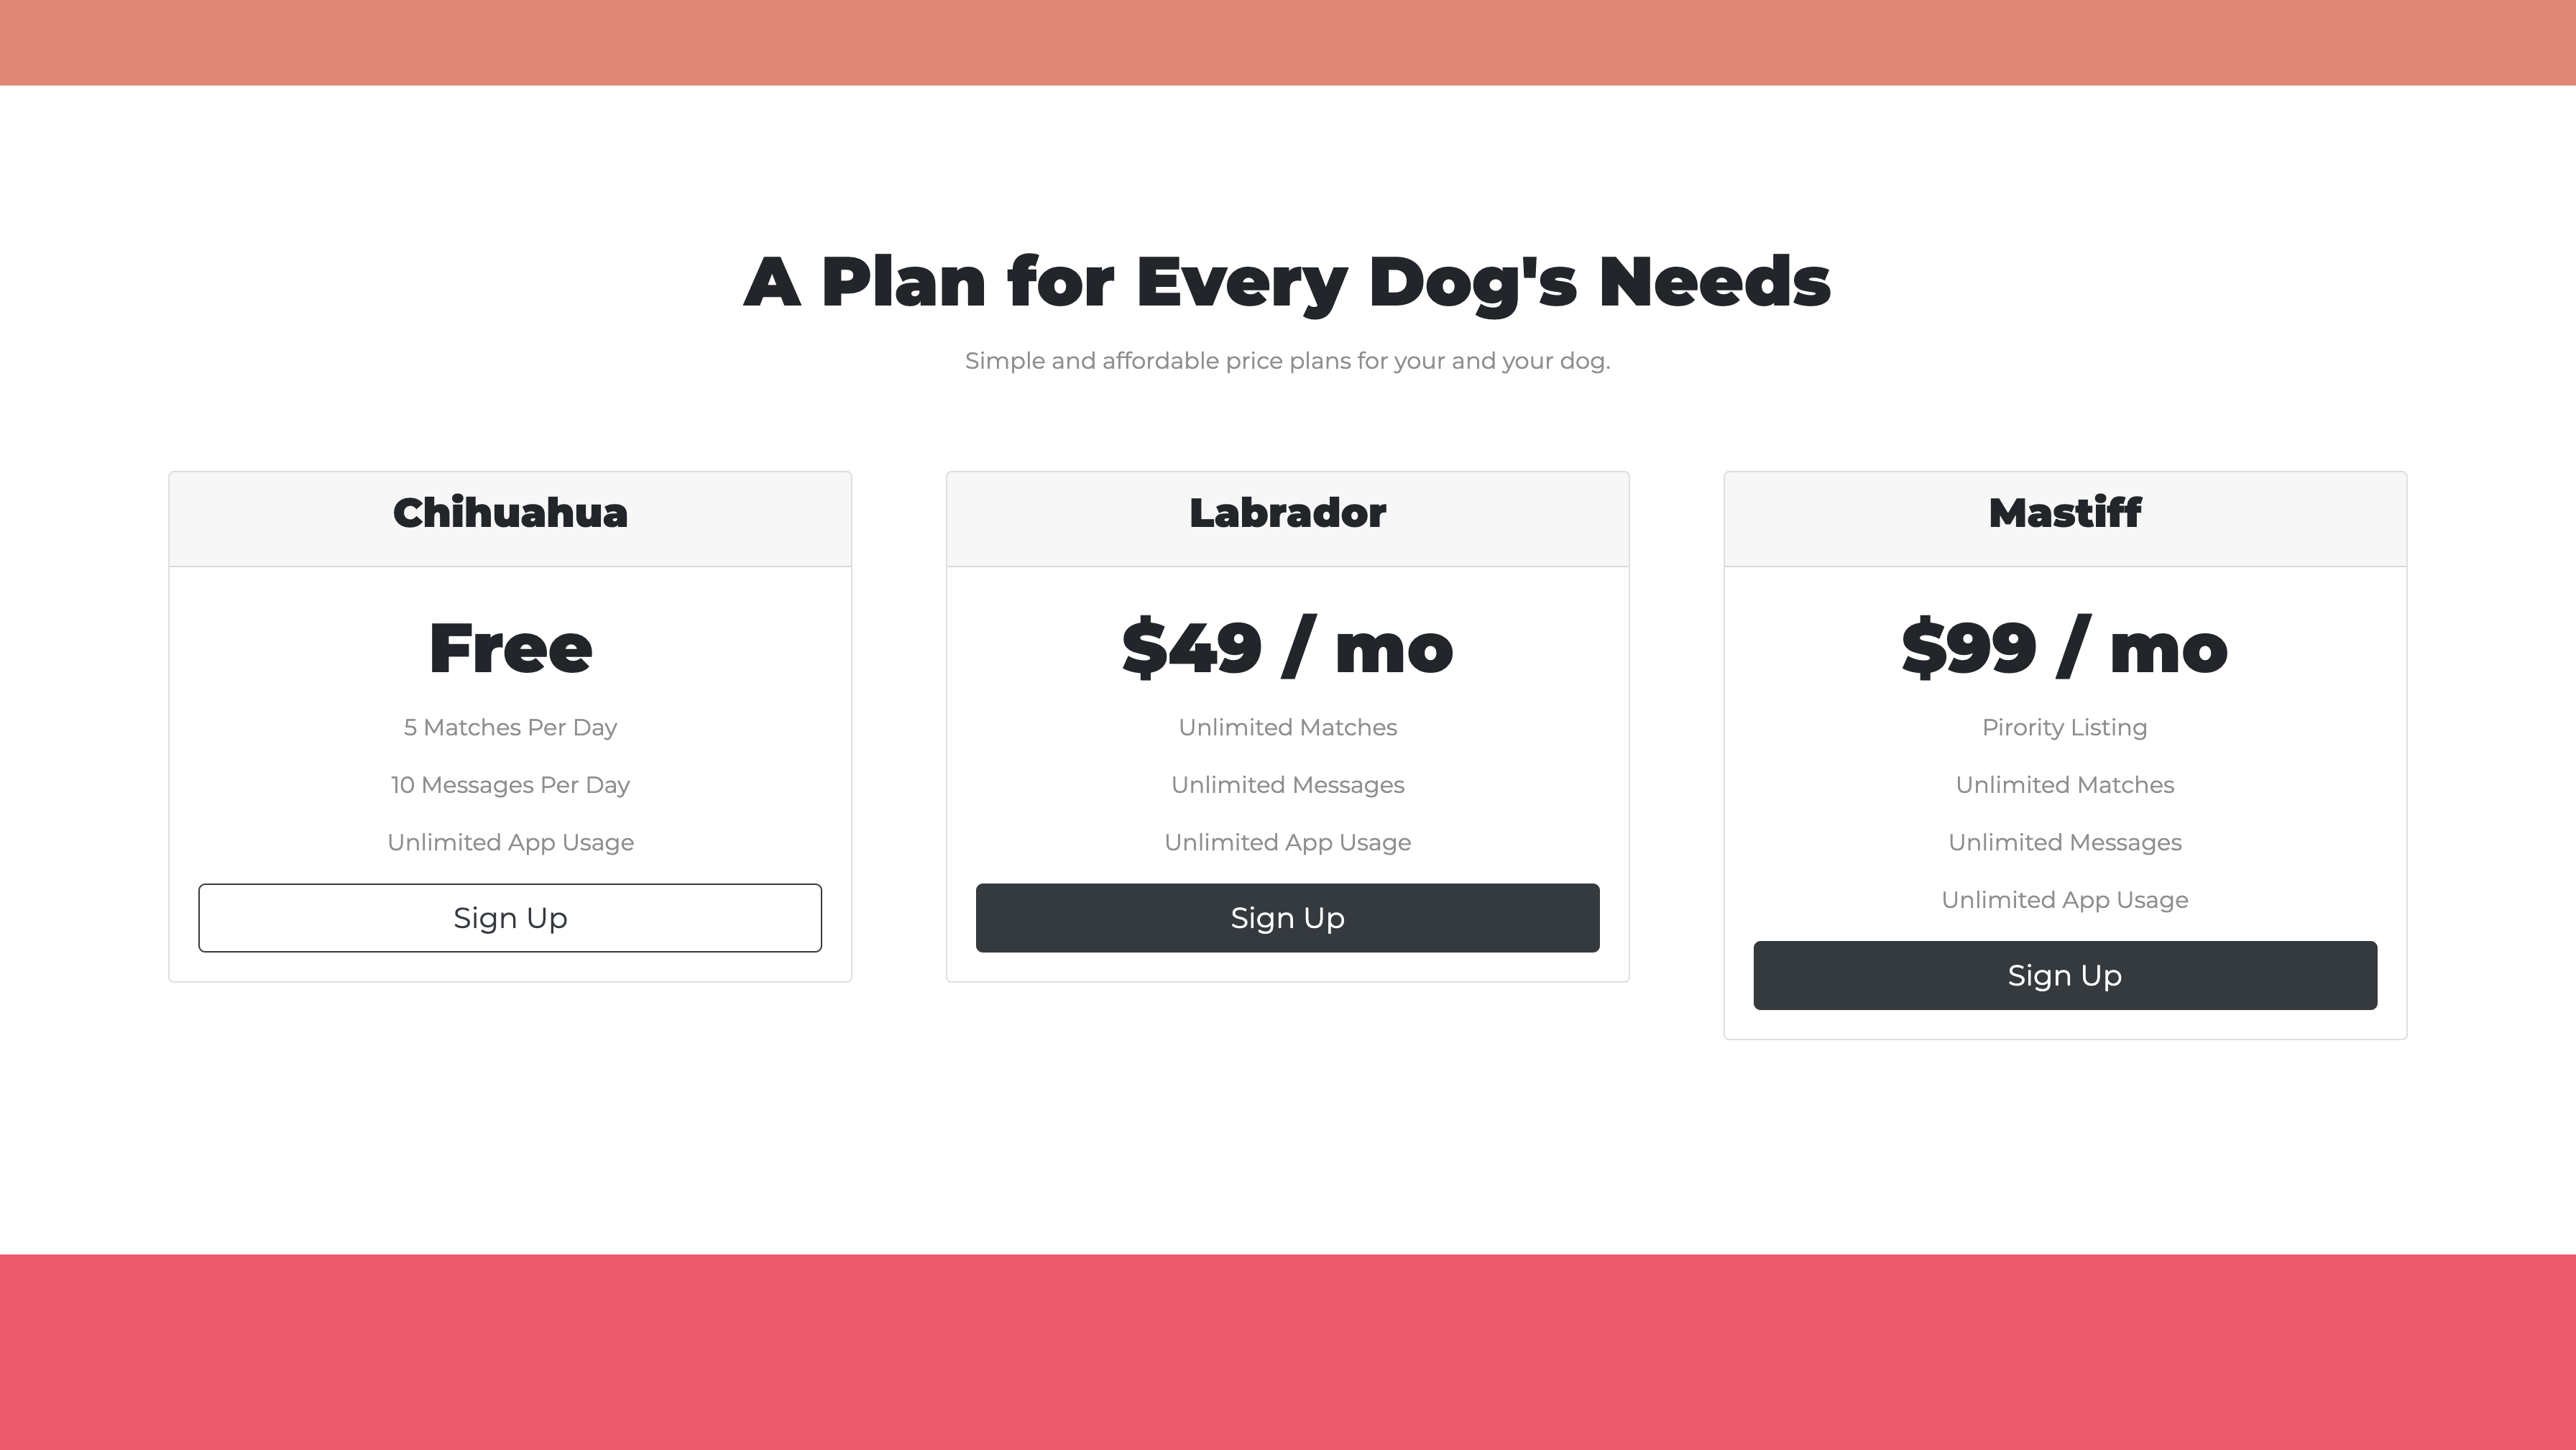 A Plan for Every Dog's Needs
Simple and affordable price plans for your and your dog.
Chihuahua
Free
5 Matches Per Day
10 Messages Per Day
Unlimited App Usage
Sign Up
Labrador
$49 / mo
Unlimited Matches
Unlimited Messages
Unlimited App Usage
Sign Up
Mastiff
$99 / mo
Pirority Listing
Unlimited Matches
Unlimited Messages
Unlimited App Usage
Sign Up